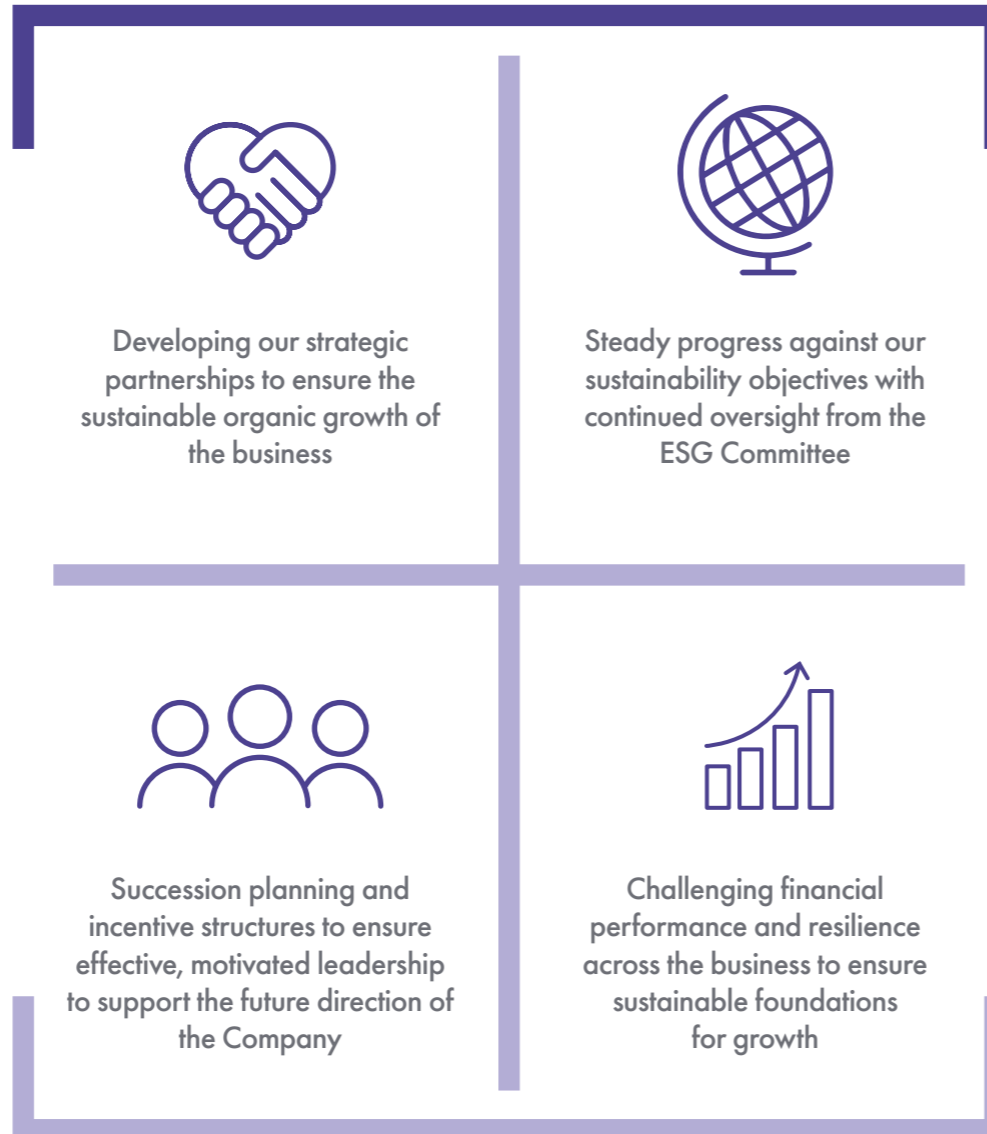 Developing our strategic
partnerships to ensure the
sustainable organic growth of
the business
Steady progress against our
sustainability objectives with
continued oversight from the
ESG Committee
Succession planning and
incentive structures to ensure
effective, motivated leadership
to support the future direction of
the Company
Challenging financial
performance and resilience
across the business to ensure
sustainable foundations
for growth